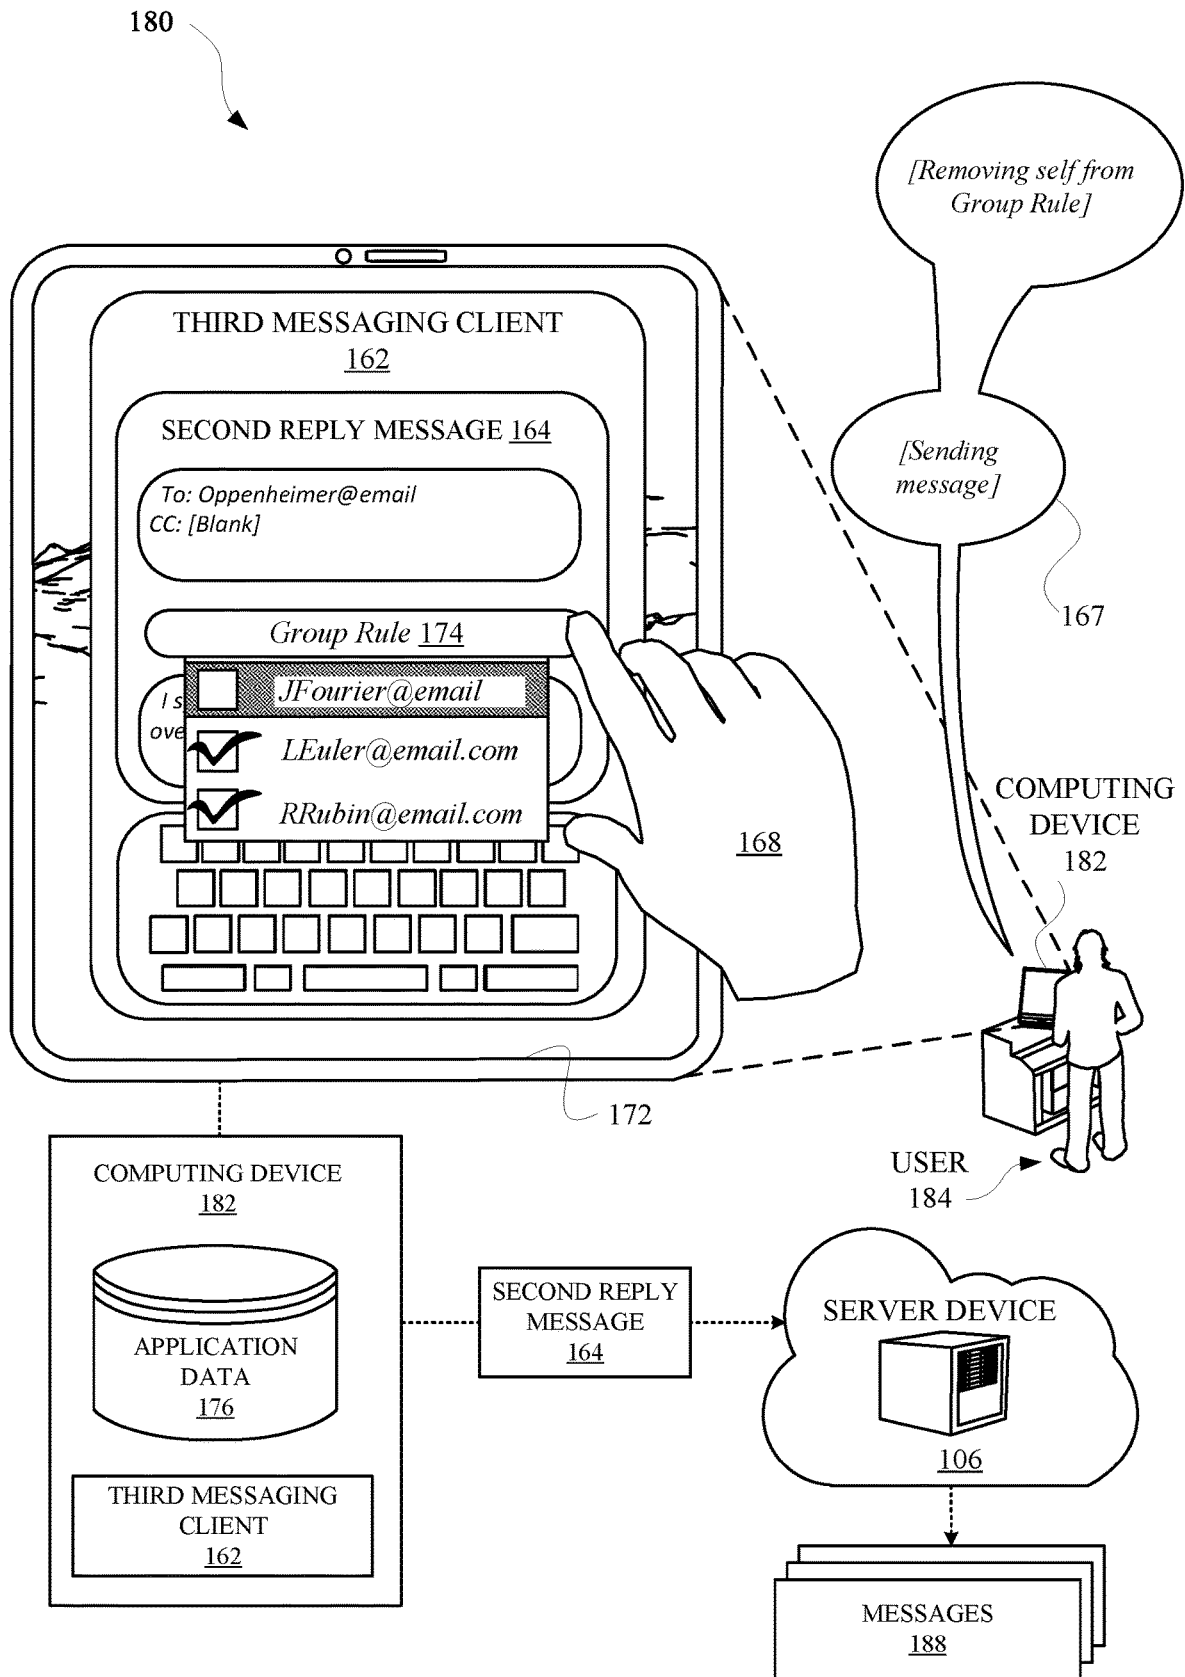 180
[Removing self from
Group Rule]
THIRD MESSAGING CLIENT
162
SECOND REPLY MESSAGE 164
[Sending
message]
To: Oppenheimer@email
CC: [Blank]
167
Group Rule 174
JFourier@email
I s
ove
LEuler@email.com
RRubin@email.com
168
COMPUTING
DEVICE
182
172
USER
184
COMPUTING DEVICE
182
APPLICATION
DATA
176
THIRD MESSAGING
CLIENT
162
SECOND REPLY
MESSAGE
164
SERVER DEVICE
106
MESSAGES
188